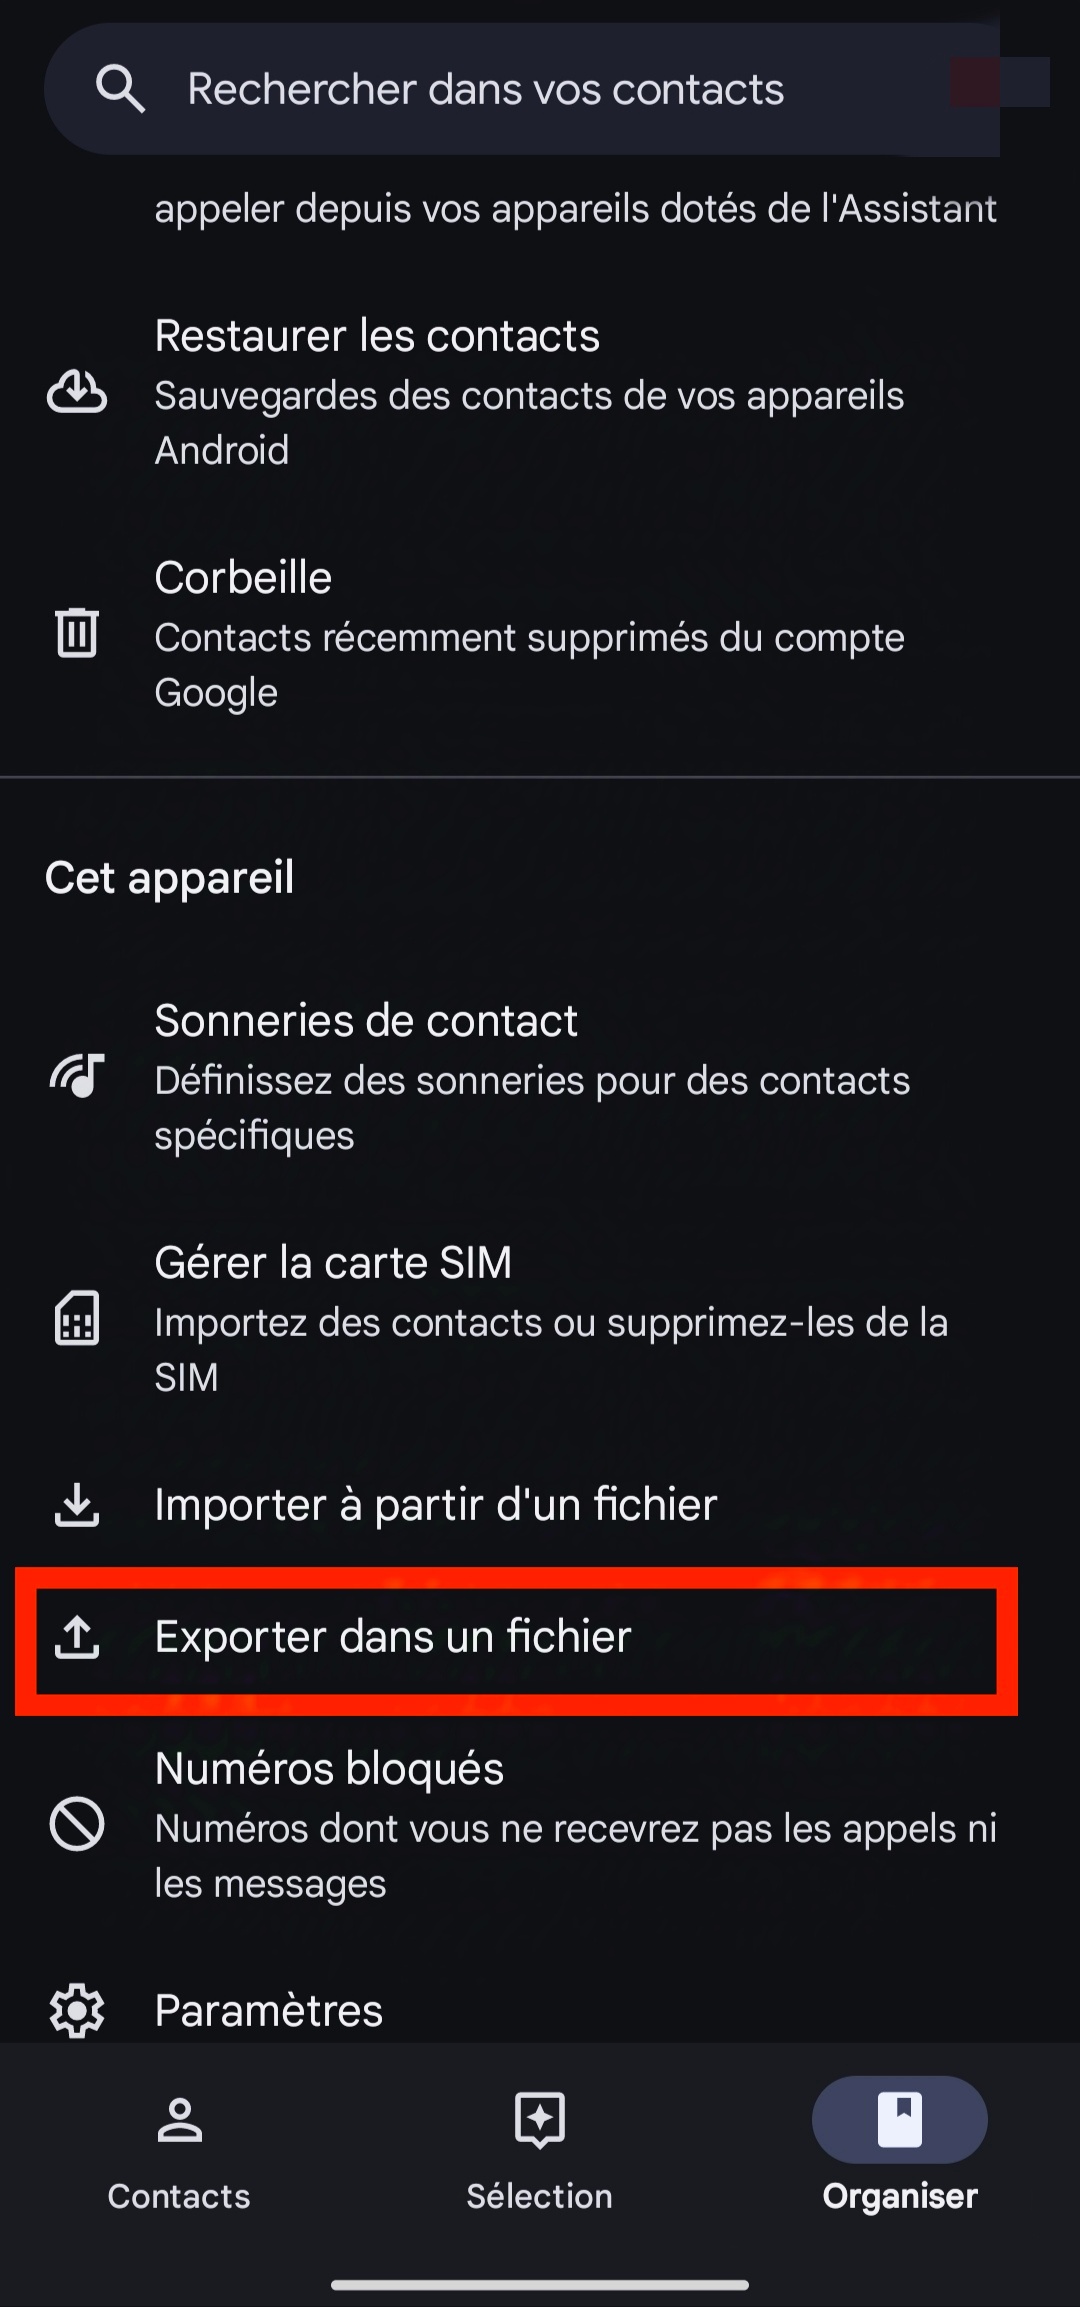 Rechercher dans vos contacts
appeler depuis vos appareils dotés de l'Assistant
Restaurer les contacts
Sauvegardes des contacts de vos appareils
Android
Corbeille
Contacts récemment supprimés du compte
Google
Cet appareil
Sonneries de contact
Définissez des sonneries pour des contacts
spécifiques
Gérer la carte SIM
Importez des contacts ou supprimez-les de la
SIM
Importer à partir d'un fichier
Exporter dans un fichier
Numéros bloqués
Numéros dont vous ne recevrez pas les appels ni
les messages
Paramètres
Contacts
Sélection
Organiser